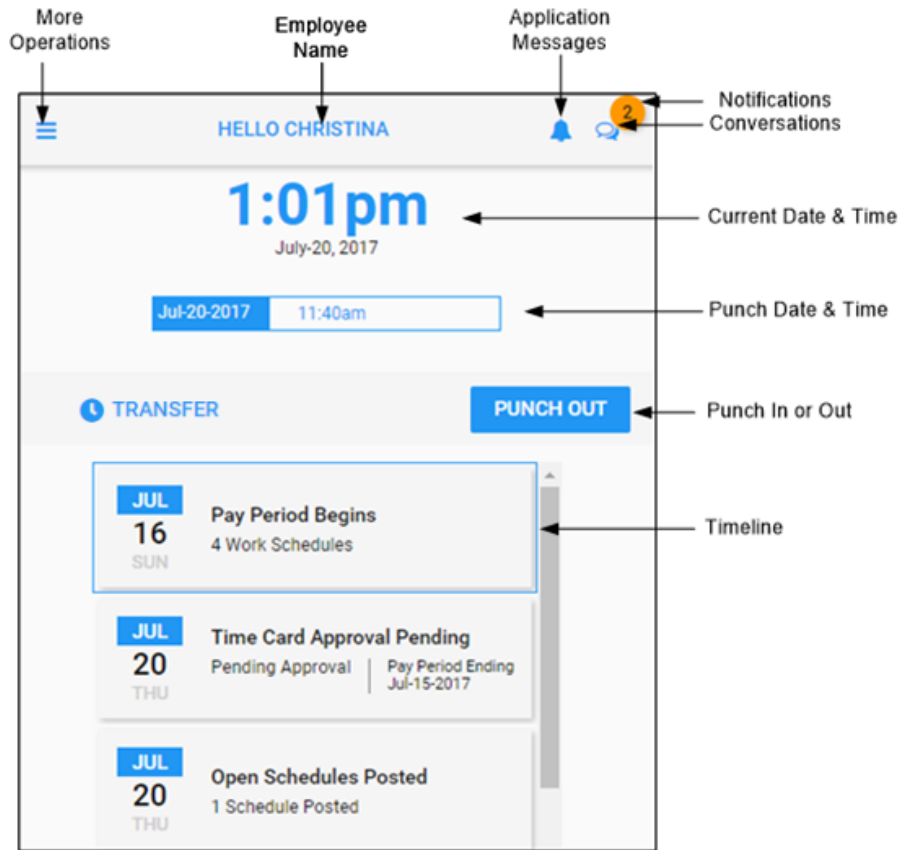 More
Operations
Employee
Name
Application
Messages
Notifications
Conversations
2
HELLO CHRISTINA
1:01pm
July-20, 2017
Current Date & Time
Jul-20-2017 11:40am
Punch Date & Time
TRANSFER
PUNCH OUT
Punch In or Out
JUL
16
SUN
Pay Period Begins
4 Work Schedules
Timeline
JUL
20
THU
Time Card Approval Pending
Pending Approval
Pay Period Ending
Jul-15-2017
JUL
20
THU
Open Schedules Posted
1 Schedule Posted